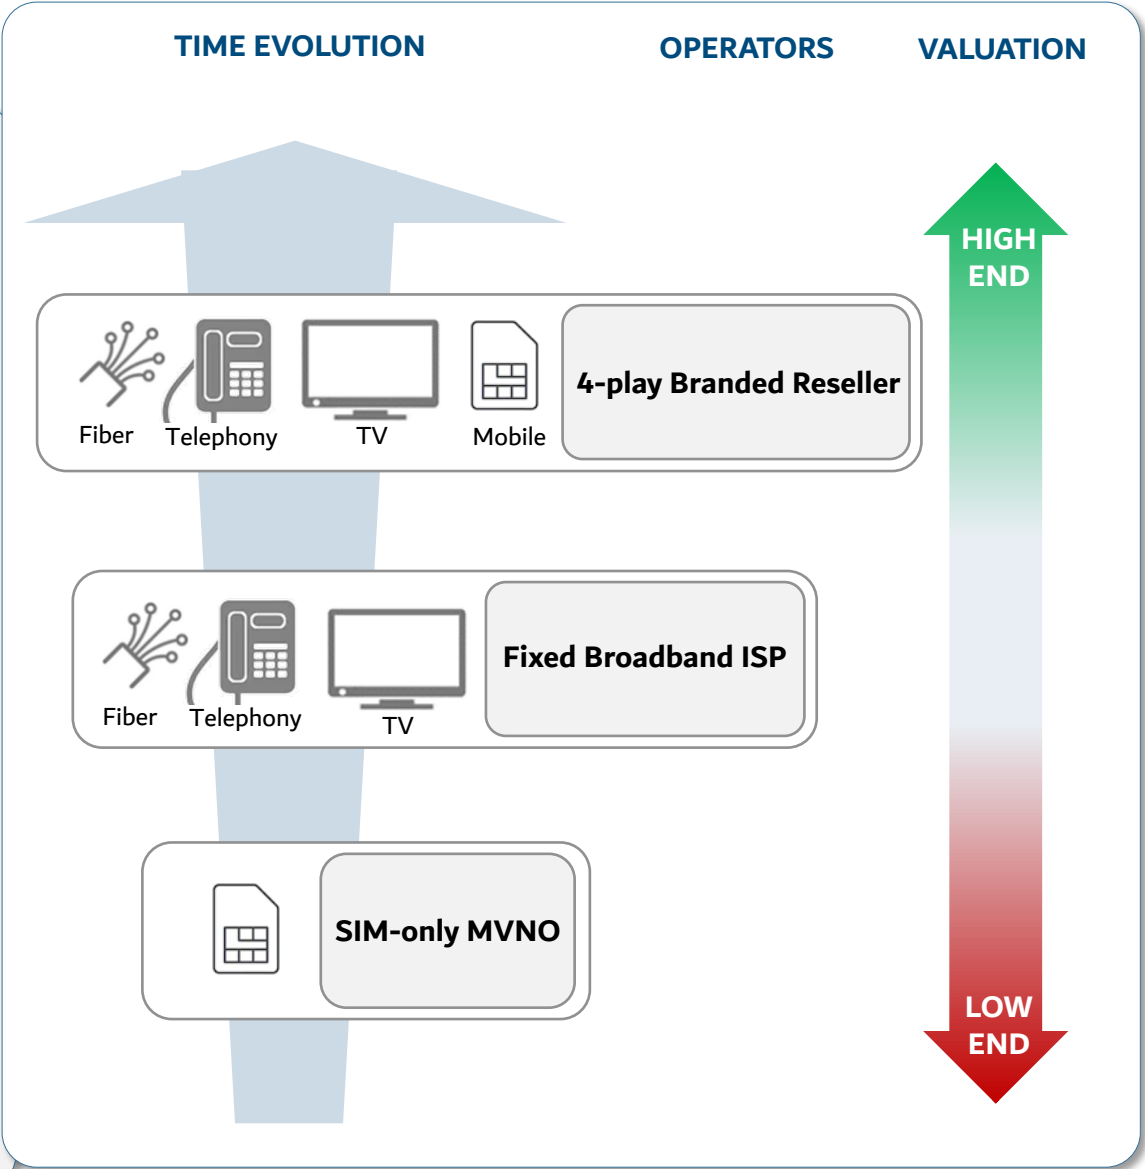 TIME EVOLUTION
OPERATORS
VALUATION
HIGH
END
4-play Branded Reseller
Fiber
Telephony
TV
Mobile
Fixed Broadband ISP
Fiber
Telephony
TV
SIM-only MVNO
LOW
END